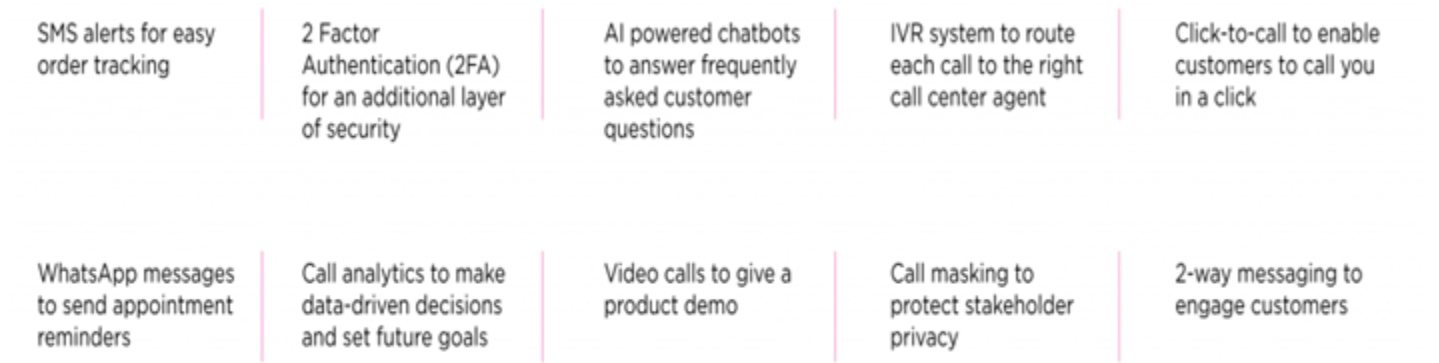 SMS alerts for easy
order tracking
2 Factor
Authentication (2FA)
for an additional layer
of security
AI powered chatbots
to answer frequently
asked customer
questions
IVR system to route
each call to the right
call center agent
Click-to-call to enable
customers to call you
in a click
WhatsApp messages
to send appointment
reminders
Call analytics to make
data-driven decisions
and set future goals
Video calls to give a
product demo
Call masking to
protect stakeholder
privacy
2-way messaging to
engage customers